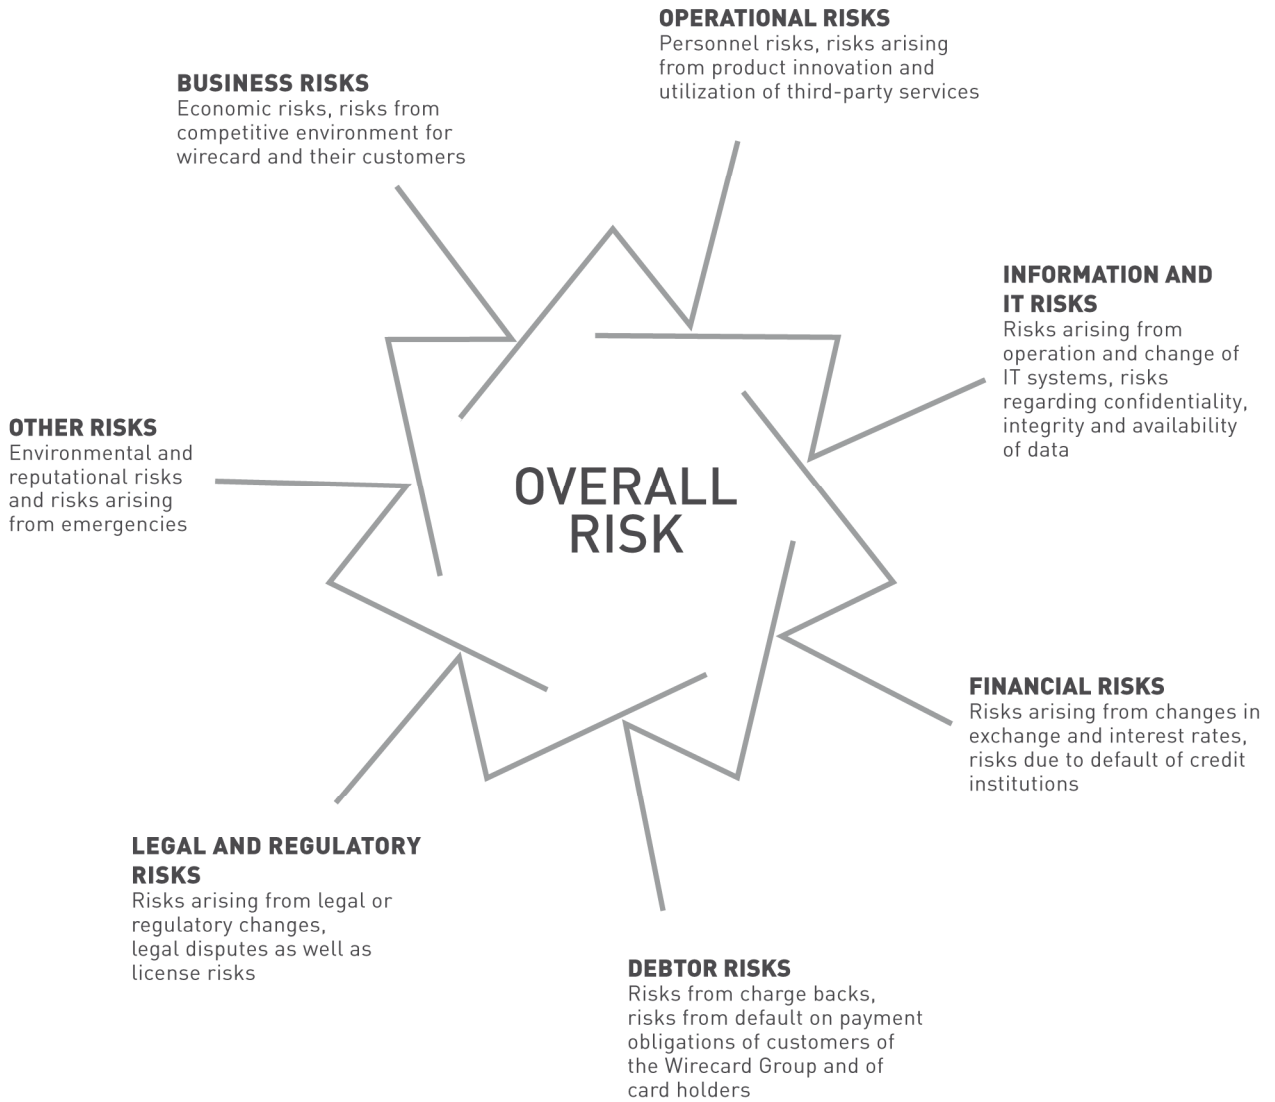 OPERATIONAL RISKS
Personnel risks, risks arising
from product innovation and
utilization of third-party services
BUSINESS RISKS
Economic risks, risks from
competitive environment for
wirecard and their customers
INFORMATION AND
IT RISKS
Risks arising from
operation and change of
IT systems, risks
regarding confidentiality,
integrity and availability
of data
OTHER RISKS
Environmental and
reputational risks
and risks arising
from emergencies
OVERALL
RISK
FINANCIAL RISKS
Risks arising from changes in
exchange and interest rates,
risks due to default of credit
institutions
LEGAL AND REGULATORY
RISKS
Risks arising from legal or
regulatory changes,
legal disputes as well as
license risks
DEBTOR RISKS
Risks from charge backs,
risks from default on payment
obligations of customers of
the Wirecard Group and of
card holders